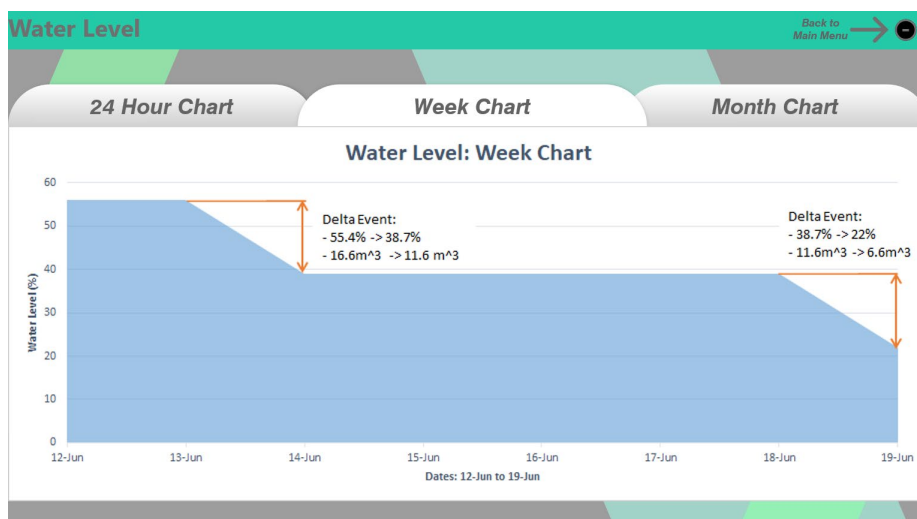 Water Level
Back to
Main Menu
24 Hour Chart
Week Chart
Month Chart
Water Level: Week Chart
Water Level (%)
60
50
40
30
20
10
0
Delta Event:
- 55.4% -> 38.7%
- 16.6m^3 -> 11.6 m^3
Delta Event:
- 38.7% -> 22%
- 11.6m^3 -> 6.6m^3
12-Jun
13-Jun
14-Jun
15-Jun
16-Jun
17-Jun
18-Jun
19-Jun
Dates: 12-Jun to 19-Jun